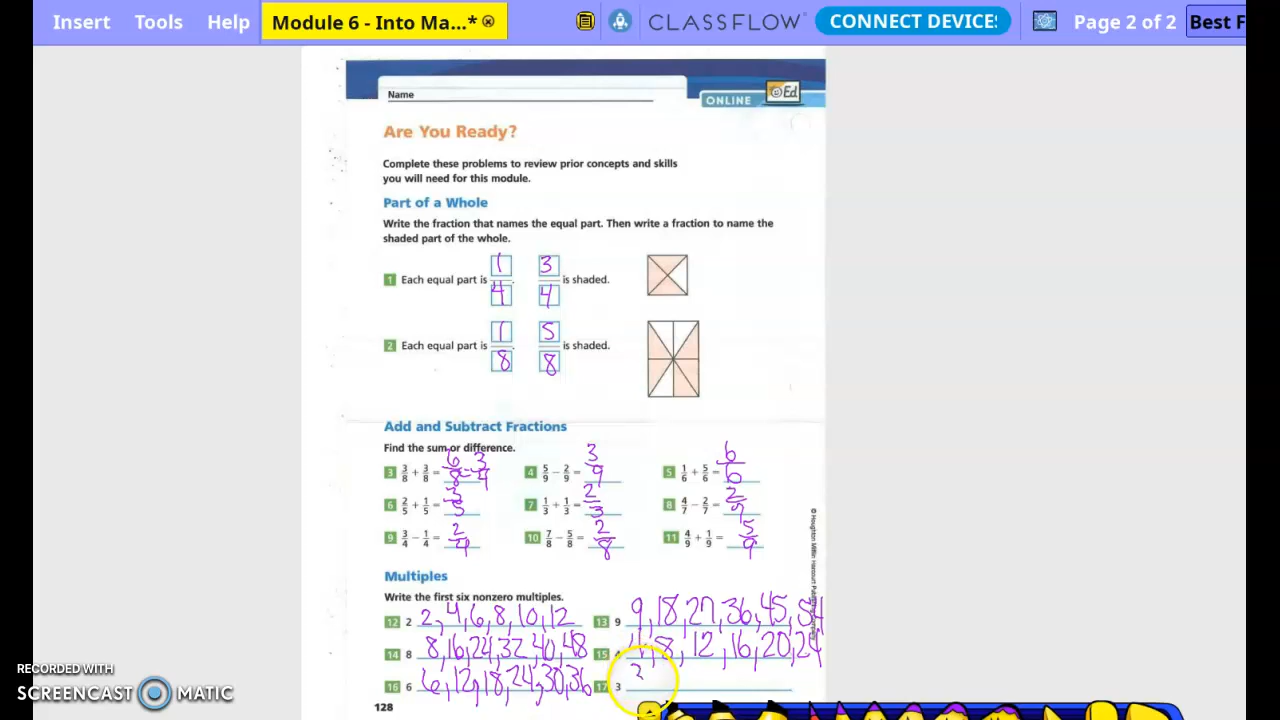 Insert Tools Help Module 6 - Into Ma...* CLASSFLOW CONNECT DEVICES Page 2 of 2 Best F
Name
ONLINE Ed
Are You Ready?
Complete these problems to review prior concepts and skills
you will need for this module.
Part of a Whole
Write the fraction that names the equal part. Then write a fraction to name the
shaded part of the whole.
1 Each equal part is 1/4. 3/4 is shaded.
2 Each equal part is 1/8. 5/8 is shaded.
Add and Subtract Fractions
Find the sum or difference.
3 3/8 + 3/8 = 6/8 = 3/4 4 5/9 − 2/9 = 3/9 5 1/6 + 5/6 = 6/6
6 2/5 + 1/5 = 3/5 7 1/3 + 1/3 = 2/3 8 4/7 − 2/7 = 2/7
9 3/4 − 1/4 = 2/4 10 7/8 − 5/8 = 2/8 11 4/9 + 1/9 = 5/9
Multiples
Write the first six nonzero multiples.
12 2 2, 4, 6, 8, 10, 12 13 9 9, 18, 27, 36, 45, 54
14 8 8, 16, 24, 32, 40, 48 15 4 4, 8, 12, 16, 20, 24
16 6 6, 12, 18, 24, 30, 36 17 3 3
128
© Houghton Mifflin Harcourt
RECORDED WITH
SCREENCAST MATIC